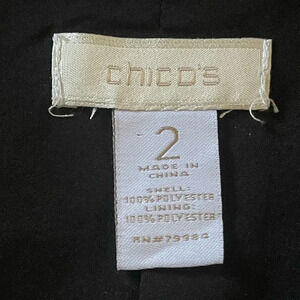 chico's
2
MADE IN
CHINA
SHELL:
100% POLYESTER
LINING:
100% POLYESTER
RN#79984